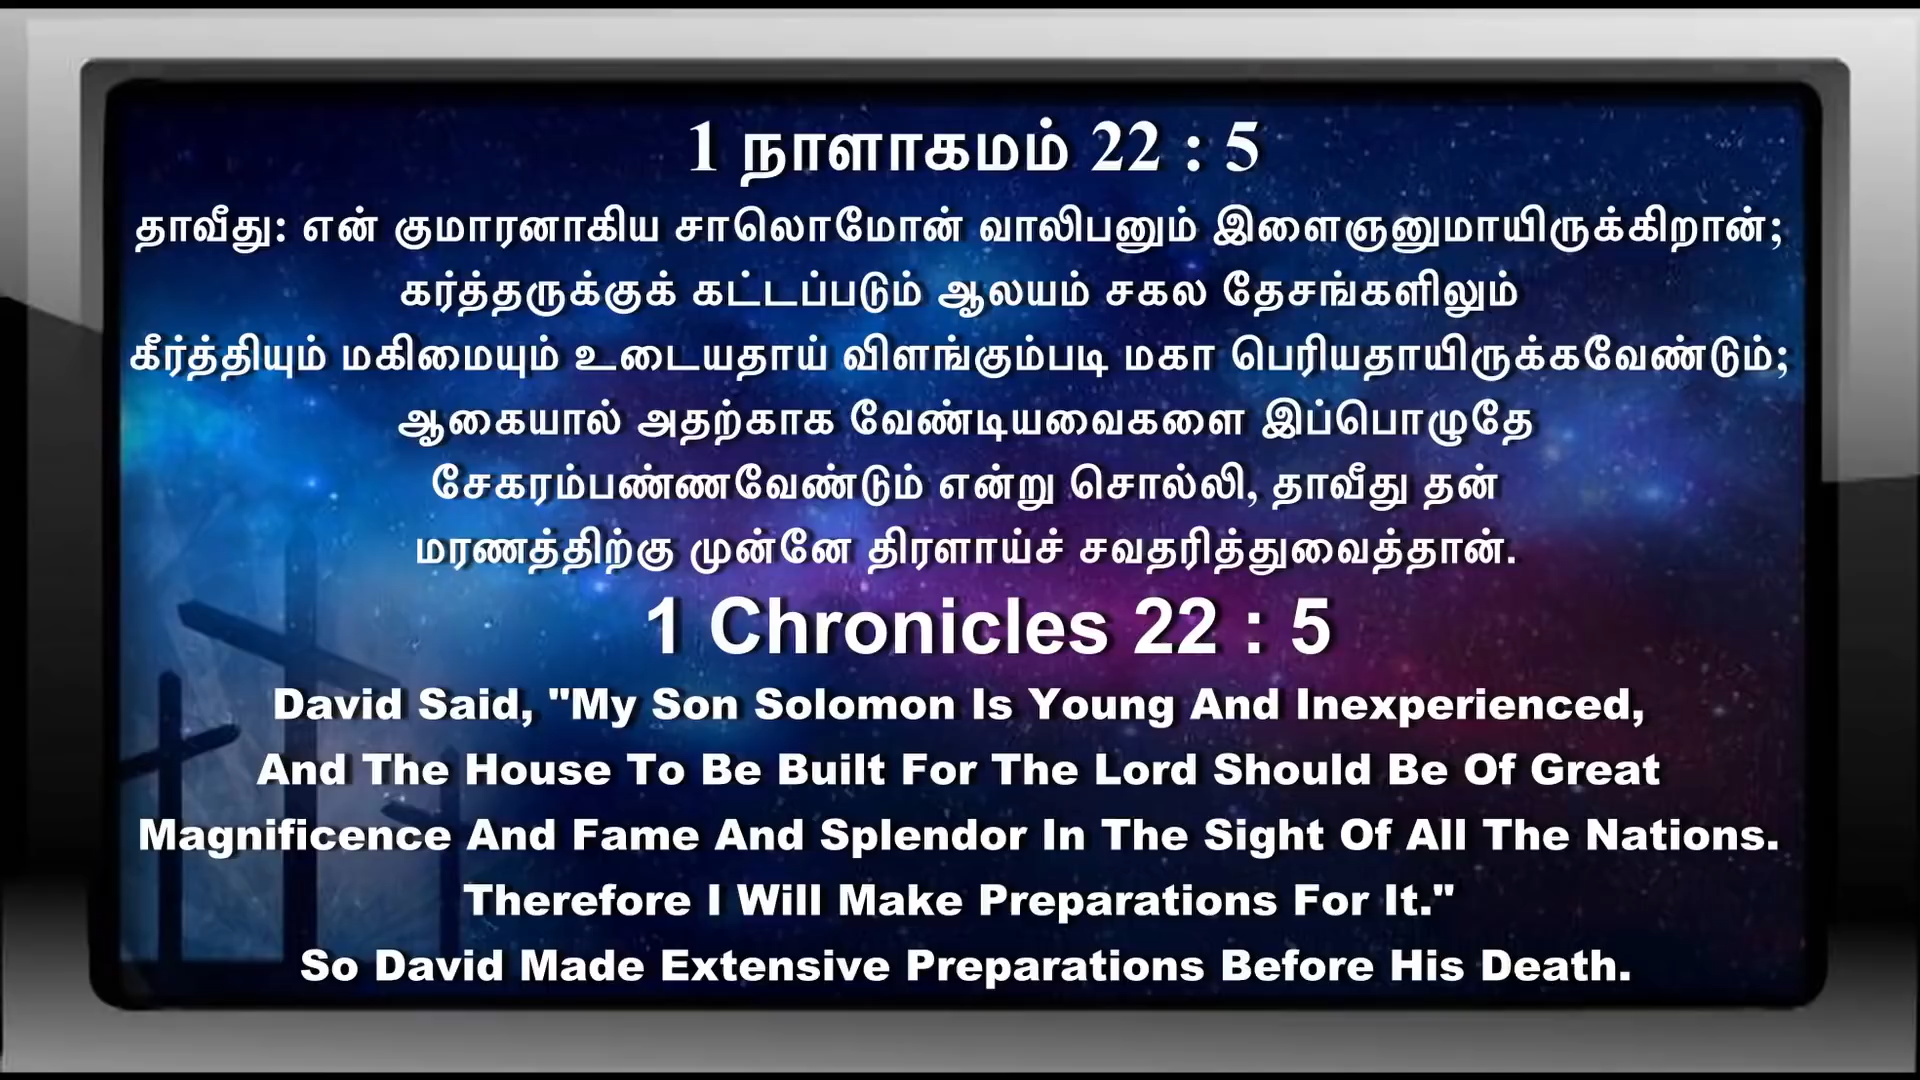 1 நாளாகமம் 22 : 5
தாவீது: என் குமாரனாகிய சாலொமோன் வாலிபனும் இளைஞனுமாயிருக்கிறான்;
கர்த்தருக்குக் கட்டப்படும் ஆலயம் சகல தேசங்களிலும்
கீர்த்தியும் மகிமையும் உடையதாய் விளங்கும்படி மகா பெரியதாயிருக்கவேண்டும்;
ஆகையால் அதற்காக வேண்டியவைகளை இப்பொழுதே
சேகரம்பண்ணவேண்டும் என்று சொல்லி, தாவீது தன்
மரணத்திற்கு முன்னே திரளாய்ச் சவதரித்துவைத்தான்.
1 Chronicles 22 : 5
David Said, "My Son Solomon Is Young And Inexperienced,
And The House To Be Built For The Lord Should Be Of Great
Magnificence And Fame And Splendor In The Sight Of All The Nations.
Therefore I Will Make Preparations For It."
So David Made Extensive Preparations Before His Death.